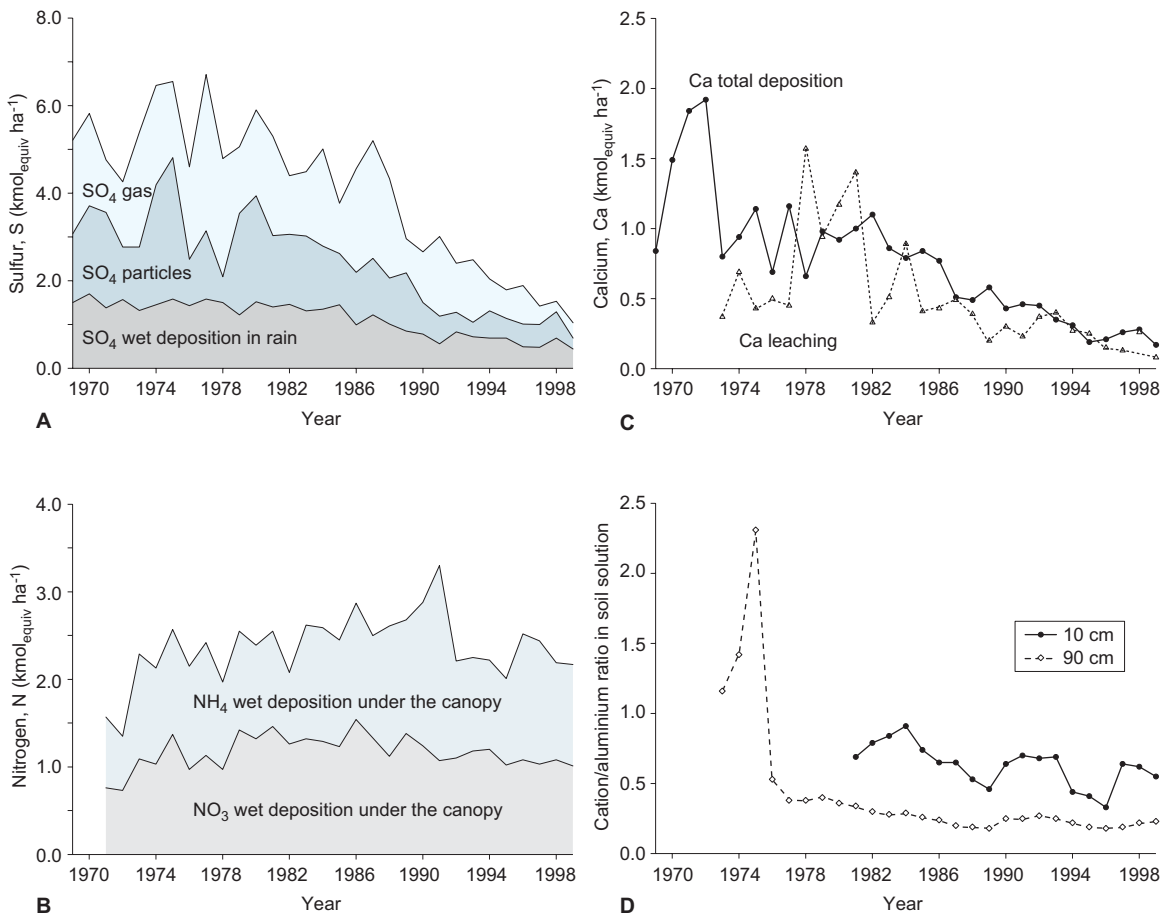 8.0
6.0
4.0
2.0
0.0
Sulfur, S (kmol_equiv ha⁻¹)
SO₄ gas
SO₄ particles
SO₄ wet deposition in rain
1970 1974 1978 1982 1986 1990 1994 1998
Year
A
2.5
2.0
1.5
1.0
0.5
0.0
Calcium, Ca (kmol_equiv ha⁻¹)
Ca total deposition
Ca leaching
1970 1974 1978 1982 1986 1990 1994 1998
Year
C
4.0
3.0
2.0
1.0
0.0
Nitrogen, N (kmol_equiv ha⁻¹)
NH₄ wet deposition under the canopy
NO₃ wet deposition under the canopy
1970 1974 1978 1982 1986 1990 1994 1998
Year
B
2.5
2.0
1.5
1.0
0.5
0.0
Cation/aluminium ratio in soil solution
10 cm
90 cm
1970 1974 1978 1982 1986 1990 1994 1998
Year
D